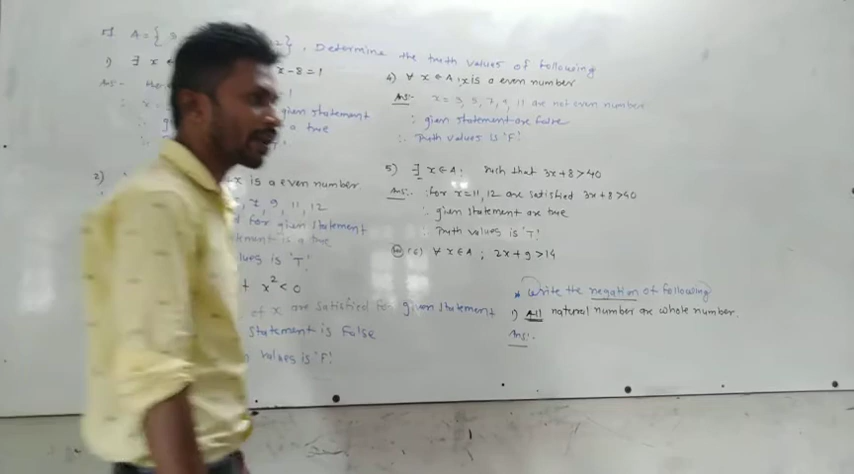 A = { 3 2} , Determine the truth values of following
1) ∃ x x-8=1
Ans:-
given statement
a true
2) x is a even number.
7, 9, 11, 12
d for given statement
tement is a true
lues is 'T'
x² < 0
of x are satisfied for given statement
statement is false
values is 'F'
4) ∀ x ∈ A ; x is a even number
Ans:- x = 3, 5, 7, 9, 11 are not even number
∴ given statement are false
∴ Truth values is 'F'
5) ∃ x ∈ A; such that 3x+8>40
Ans:- for x=11,12 are satisfied 3x+8>40
∴ given statement are true
∴ Truth values is 'T'
(6) ∀ x ∈ A ; 2x+9>14
* Write the negation of following
1) All natural number are whole number.
Ans:-